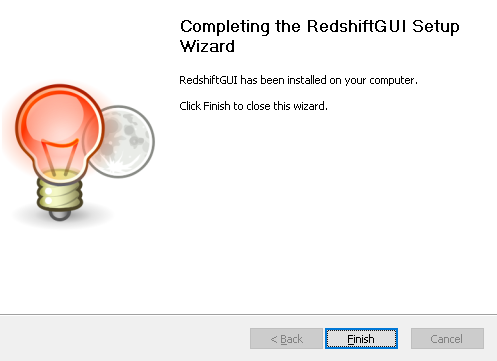 Completing the RedshiftGUI Setup
Wizard
RedshiftGUI has been installed on your computer.
Click Finish to close this wizard.
< Back
Finish
Cancel